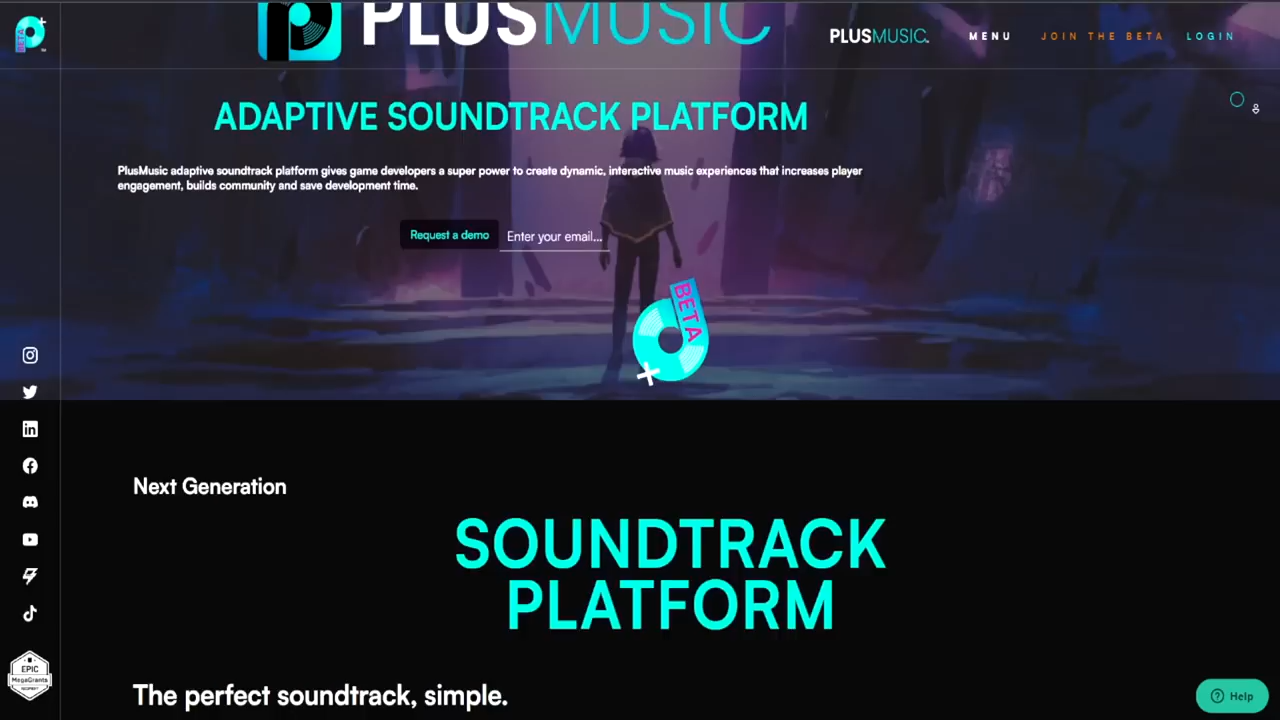 PLUSMUSIC
BETA
PLUSMUSIC
MENU
JOIN THE BETA
LOGIN
ADAPTIVE SOUNDTRACK PLATFORM
PlusMusic adaptive soundtrack platform gives game developers a super power to create dynamic, interactive music experiences that increases player
engagement, builds community and save development time.
Request a demo
Enter your email...
BETA
Next Generation
SOUNDTRACK
PLATFORM
The perfect soundtrack, simple.
EPIC
MegaGrants
RECIPIENT
Help